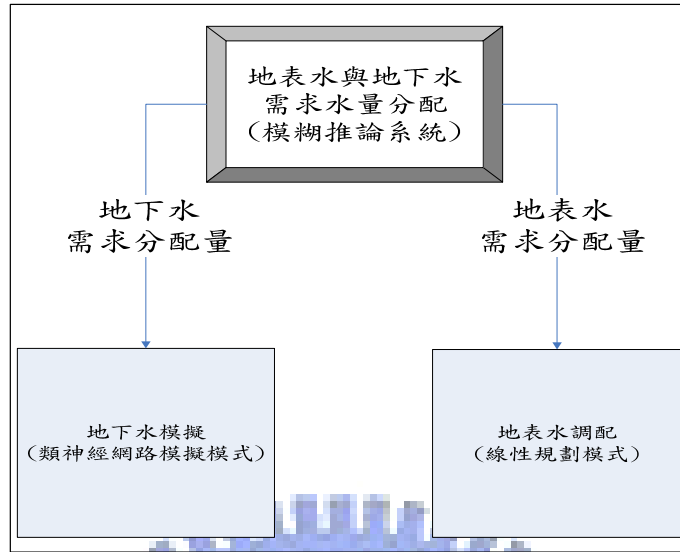 地表水與地下水
需求水量分配
(模糊推論系統)
地下水
需求分配量
地表水
需求分配量
地下水模擬
(類神經網路模擬模式)
地表水調配
(線性規劃模式)